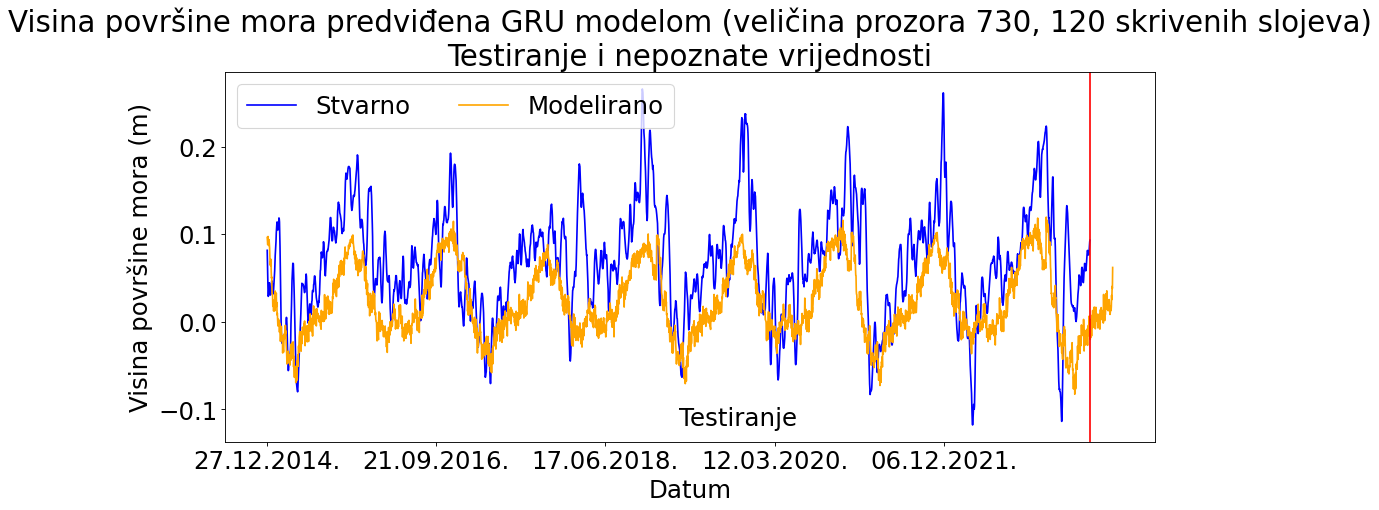 Visina površine mora predviđena GRU modelom (veličina prozora 730, 120 skrivenih slojeva)
Testiranje i nepoznate vrijednosti
Stvarno
Modelirano
Visina površine mora (m)
0.2
0.1
0.0
−0.1
Testiranje
27.12.2014.
21.09.2016.
17.06.2018.
12.03.2020.
06.12.2021.
Datum